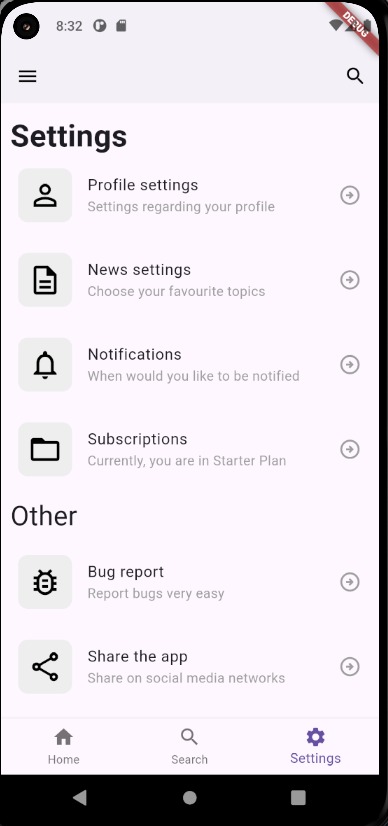 8:32
DEBUG
Settings
Profile settings
Settings regarding your profile
News settings
Choose your favourite topics
Notifications
When would you like to be notified
Subscriptions
Currently, you are in Starter Plan
Other
Bug report
Report bugs very easy
Share the app
Share on social media networks
Home
Search
Settings